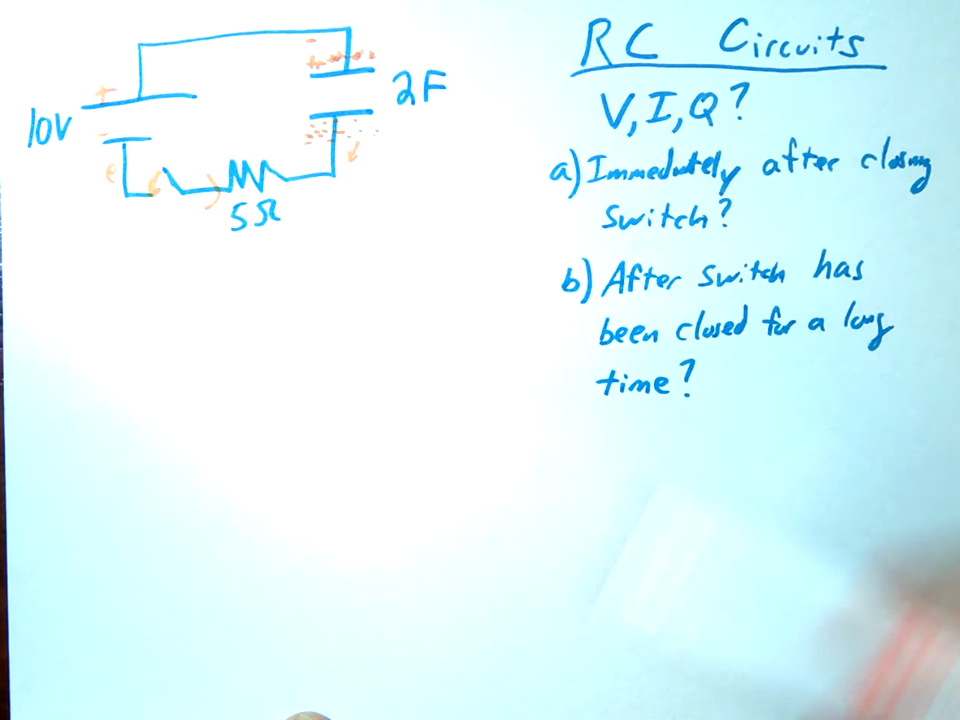 RC Circuits
10V
2F
5Ω
V, I, Q?
a) Immediately after closing
switch?
b) After switch has
been closed for a long
time?